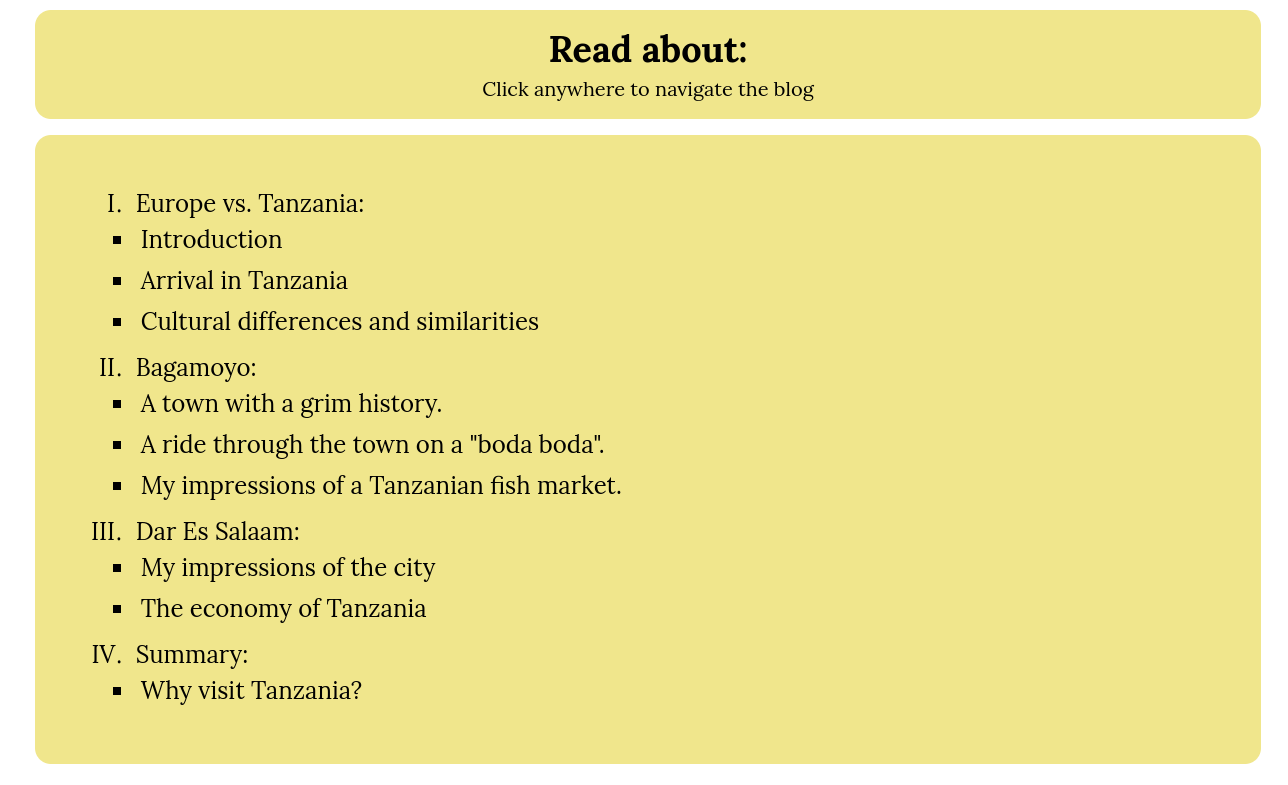 Read about:
Click anywhere to navigate the blog
I. Europe vs. Tanzania:
▪ Introduction
▪ Arrival in Tanzania
▪ Cultural differences and similarities
II. Bagamoyo:
▪ A town with a grim history.
▪ A ride through the town on a "boda boda".
▪ My impressions of a Tanzanian fish market.
III. Dar Es Salaam:
▪ My impressions of the city
▪ The economy of Tanzania
IV. Summary:
▪ Why visit Tanzania?